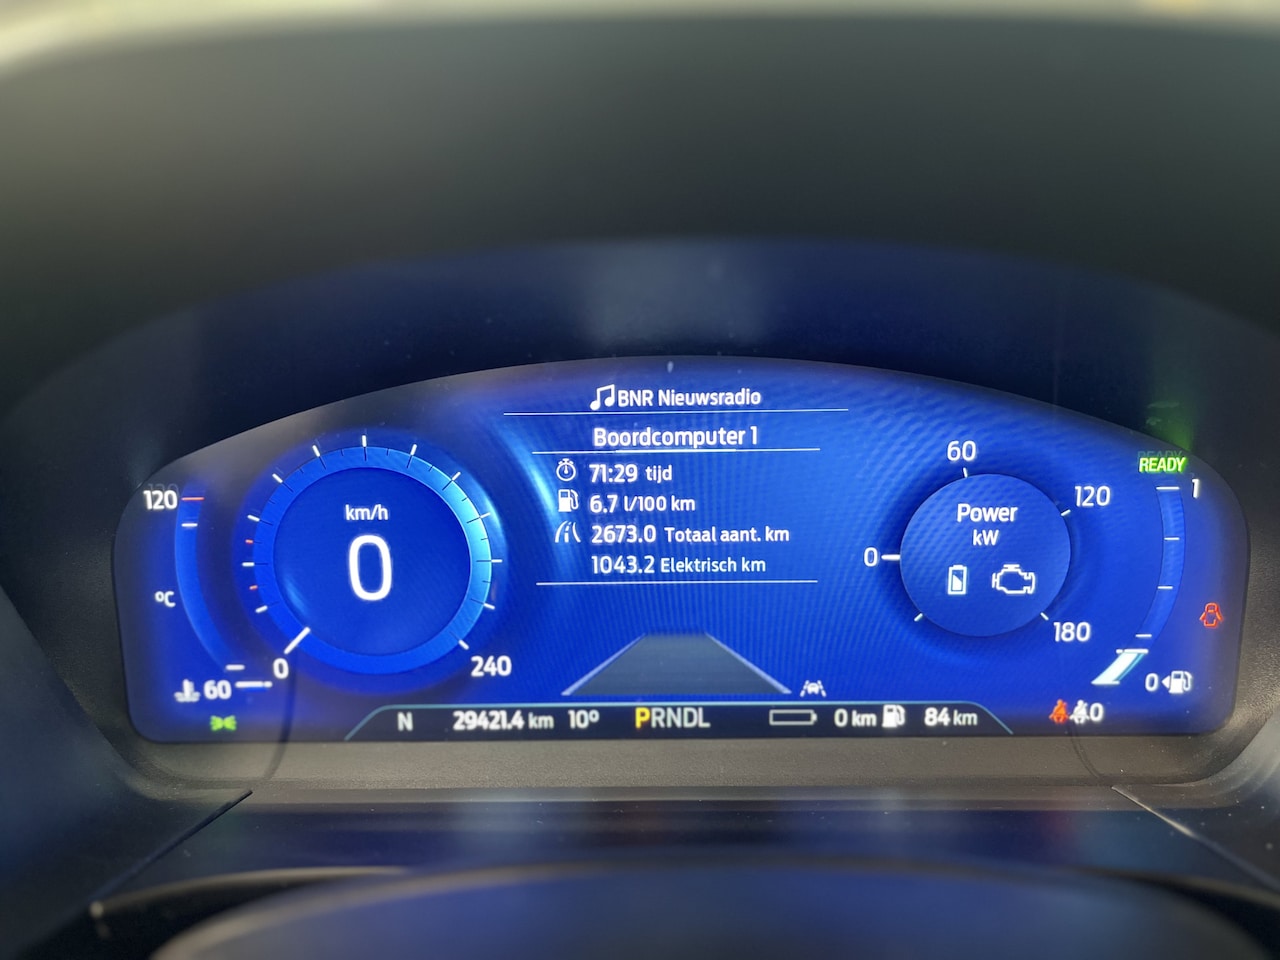 BNR Nieuwsradio
Boordcomputer 1
71:29 tijd
6.7 l/100 km
2673.0 Totaal aant. km
1043.2 Elektrisch km
120
ºC
60
km/h
0
0
240
60
120
0
180
Power
kW
READY
1
0
0
N 29421.4 km 10º PRNDL 0 km 84 km